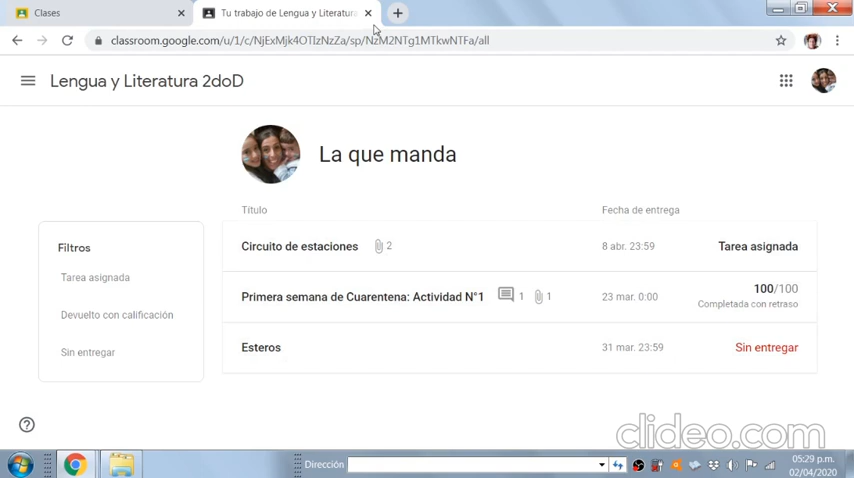 Clases
Tu trabajo de Lengua y Literatura
classroom.google.com/u/1/c/NjExMjk4OTIzNzZa/sp/NzM2NTg1MTkwNTFa/all
Lengua y Literatura 2doD
La que manda
Título
Fecha de entrega
Filtros
Tarea asignada
Devuelto con calificación
Sin entregar
Circuito de estaciones
2
8 abr. 23:59
Tarea asignada
Primera semana de Cuarentena: Actividad N°1
1
1
23 mar. 0:00
100/100
Completada con retraso
Esteros
31 mar. 23:59
Sin entregar
clideo.com
Dirección
05:29 p.m.
02/04/2020